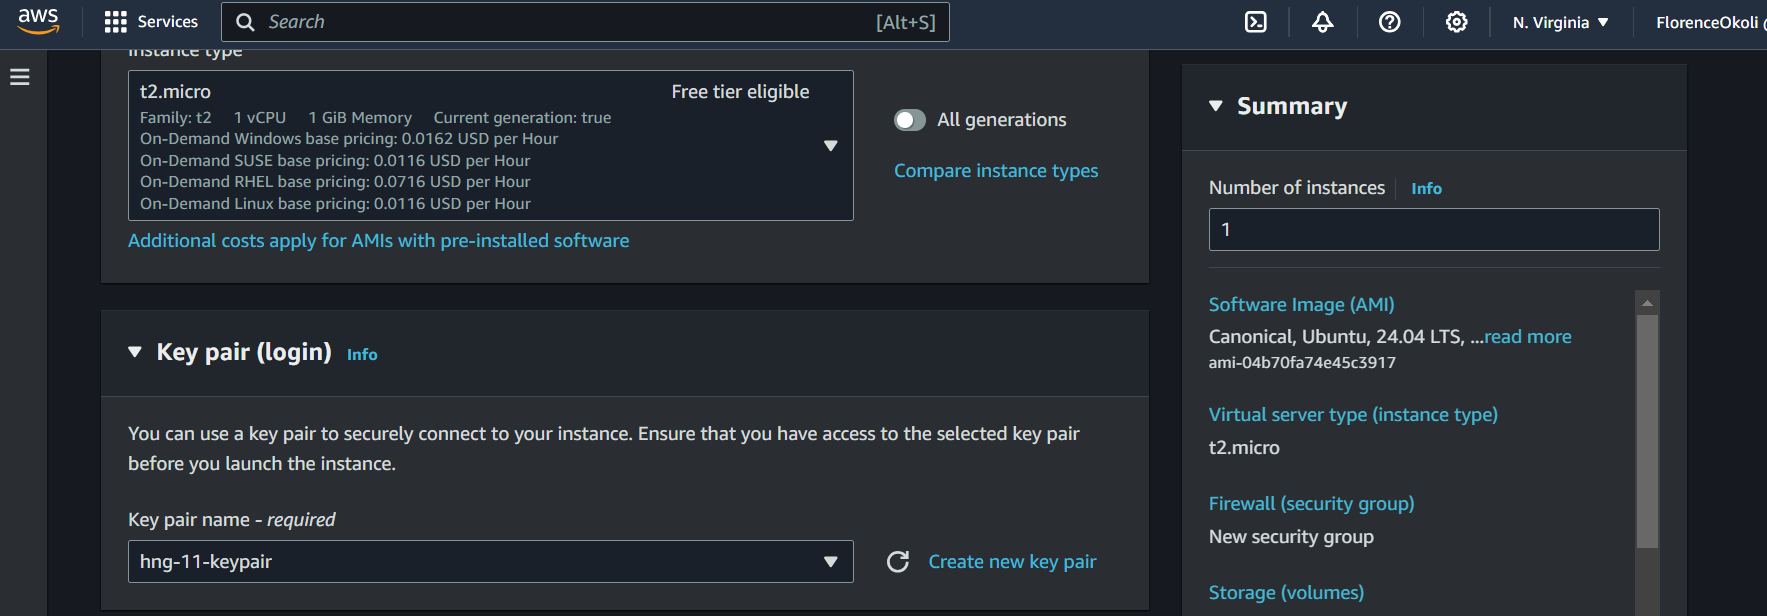 aws
Services
Search
[Alt+S]
N. Virginia
FlorenceOkoli
Instance type
t2.micro
Free tier eligible
Family: t2 1 vCPU 1 GiB Memory Current generation: true
On-Demand Windows base pricing: 0.0162 USD per Hour
On-Demand SUSE base pricing: 0.0116 USD per Hour
On-Demand RHEL base pricing: 0.0716 USD per Hour
On-Demand Linux base pricing: 0.0116 USD per Hour
All generations
Compare instance types
Additional costs apply for AMIs with pre-installed software
Key pair (login) Info
You can use a key pair to securely connect to your instance. Ensure that you have access to the selected key pair
before you launch the instance.
Key pair name - required
hng-11-keypair
Create new key pair
Summary
Number of instances Info
1
Software Image (AMI)
Canonical, Ubuntu, 24.04 LTS, ...read more
ami-04b70fa74e45c3917
Virtual server type (instance type)
t2.micro
Firewall (security group)
New security group
Storage (volumes)